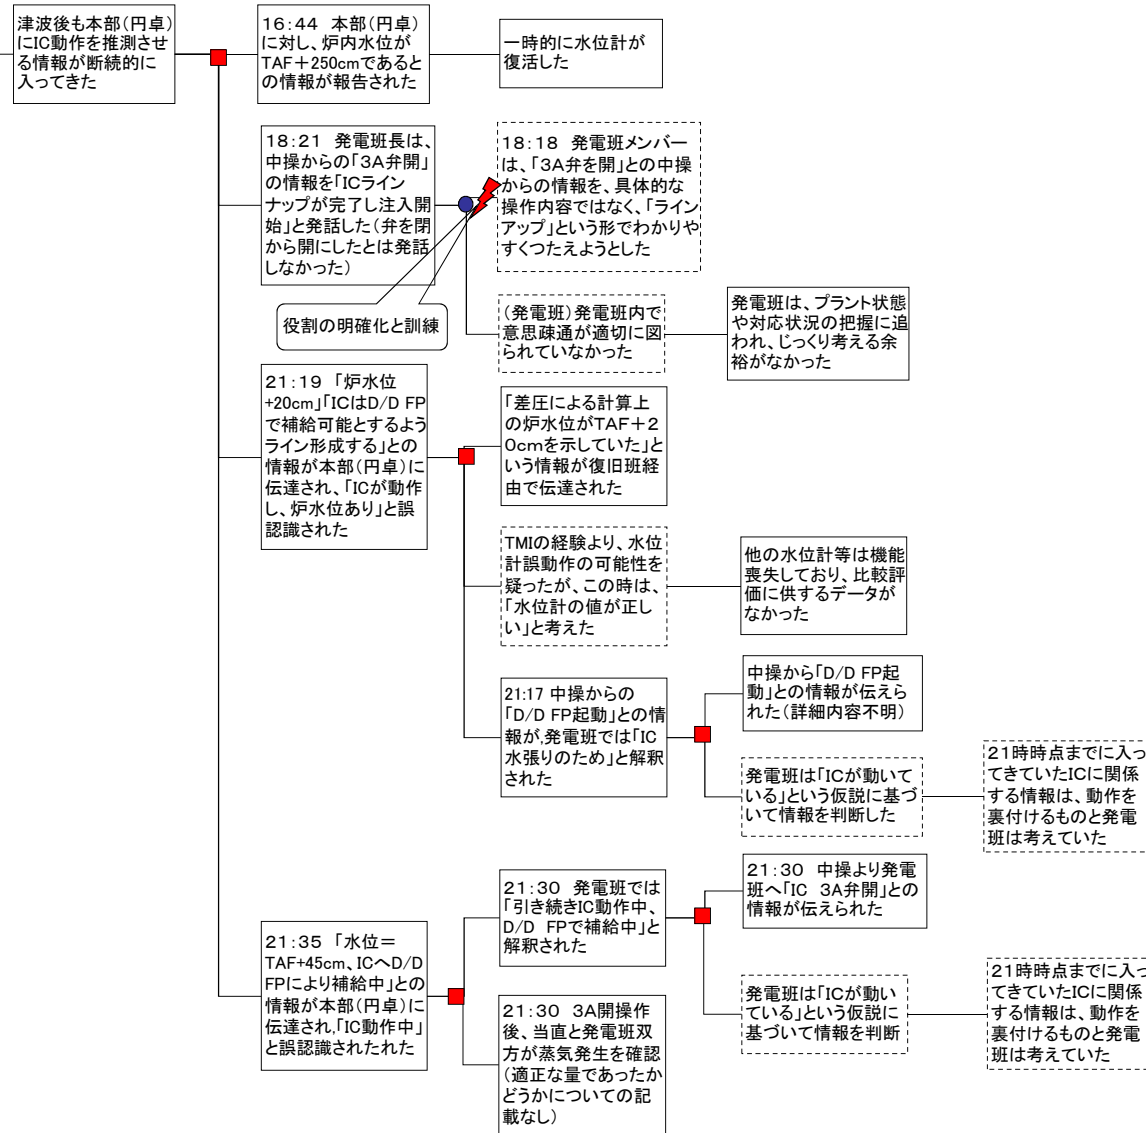 津波後も本部（円卓）
にIC動作を推測させ
る情報が断続的に
入ってきた
16:44　本部（円卓）
に対し、炉内水位が
TAF＋250cmであると
の情報が報告された
一時的に水位計が
復活した
18:21　発電班長は、
中操からの「3A弁開」
の情報を「ICライン
ナップが完了し注入開
始」と発話した（弁を閉
から開にしたとは発話
しなかった）
18:18　発電班メンバー
は、「3A弁を開」との中操
からの情報を、具体的な
操作内容ではなく、「ライン
アップ」という形でわかりや
すくつたえようとした
役割の明確化と訓練
（発電班）発電班内で
意思疎通が適切に図
られていなかった
発電班は、プラント状態
や対応状況の把握に追
われ、じっくり考える余
裕がなかった
21:19　「炉水位
+20cm」「ICはD/D FP
で補給可能とするよう
ライン形成する」との
情報が本部（円卓）に
伝達され、「ICが動作
し、炉水位あり」と誤
認識された
「差圧による計算上
の炉水位がTAF＋2
0cmを示していた」と
いう情報が復旧班経
由で伝達された
TMIの経験より、水位
計誤動作の可能性を
疑ったが、この時は、
「水位計の値が正し
い」と考えた
他の水位計等は機能
喪失しており、比較評
価に供するデータが
なかった
21:17 中操からの
「D/D FP起動」との情
報が,発電班では「IC
水張りのため」と解釈
された
中操から「D/D FP起
動」との情報が伝えら
れた（詳細内容不明）
発電班は「ICが動いて
いる」という仮説に基づ
いて情報を判断した
21時時点までに入っ
てきていたICに関係
する情報は、動作を
裏付けるものと発電
班は考えていた
21:35　「水位＝
TAF+45cm、ICへD/D
FPにより補給中」との
情報が本部（円卓）に
伝達され,「IC動作中」
と誤認識されたれた
21:30　発電班では
「引き続きIC動作中、
D/D　FPで補給中」と
解釈された
21:30　中操より発電
班へ「IC　3A弁開」との
情報が伝えられた
発電班は「ICが動い
ている」という仮説に
基づいて情報を判断
21時時点までに入っ
てきていたICに関係
する情報は、動作を
裏付けるものと発電
班は考えていた
21:30　3A開操作
後、当直と発電班双
方が蒸気発生を確認
（適正な量であったか
どうかについての記
載なし）